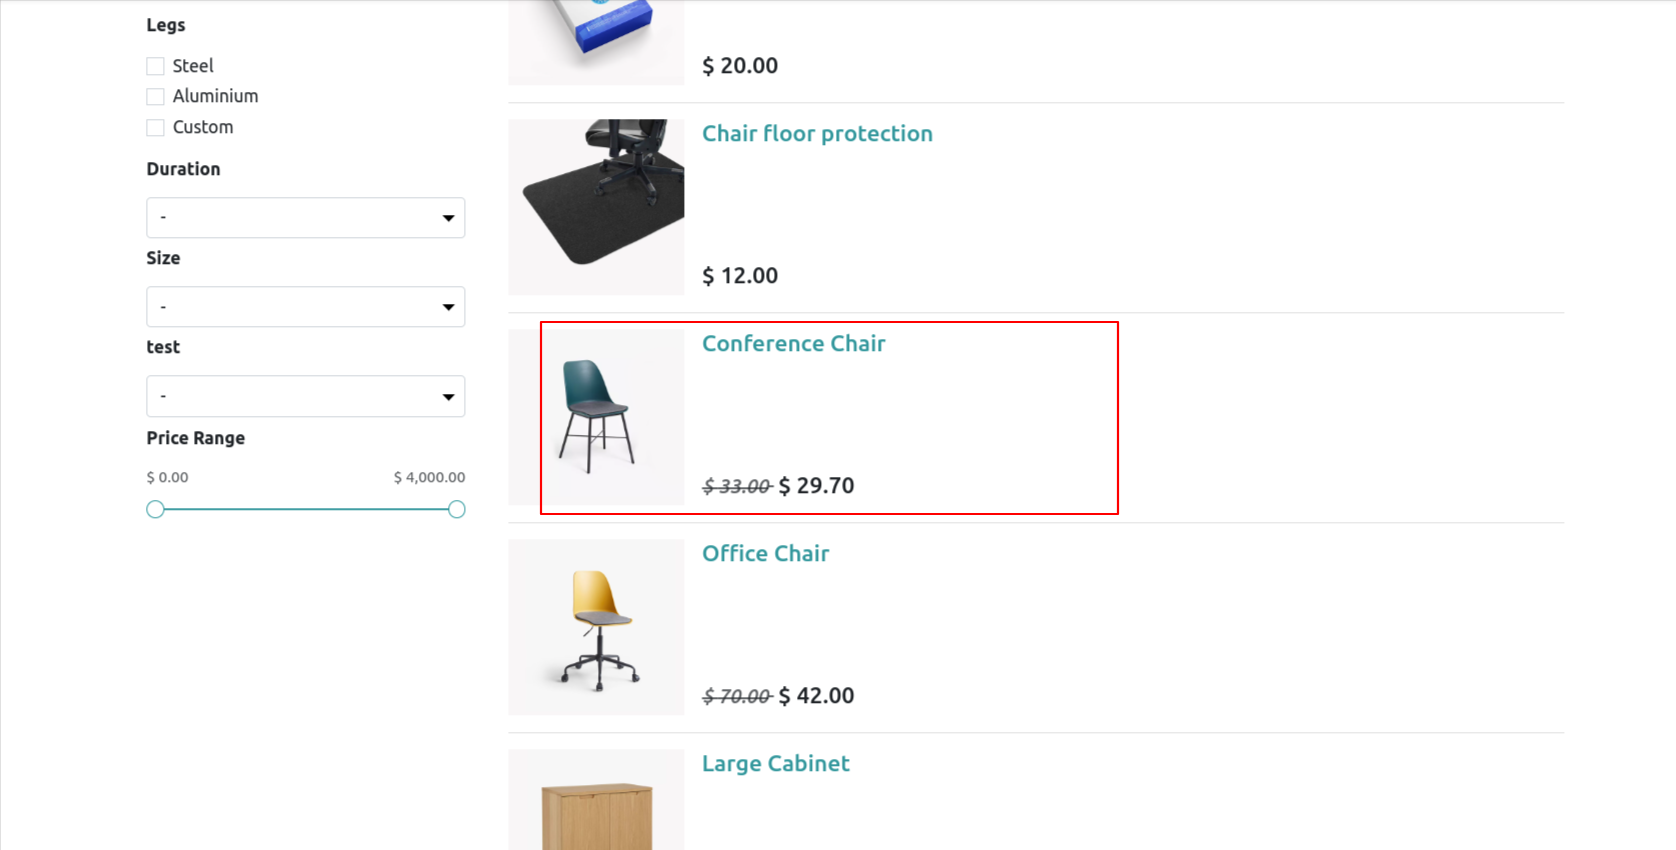 Legs
Steel
Aluminium
Custom
Duration
-
Size
-
test
-
Price Range
$ 0.00 $ 4,000.00
$ 20.00
Chair floor protection
$ 12.00
Conference Chair
$ 33.00 $ 29.70
Office Chair
$ 70.00 $ 42.00
Large Cabinet